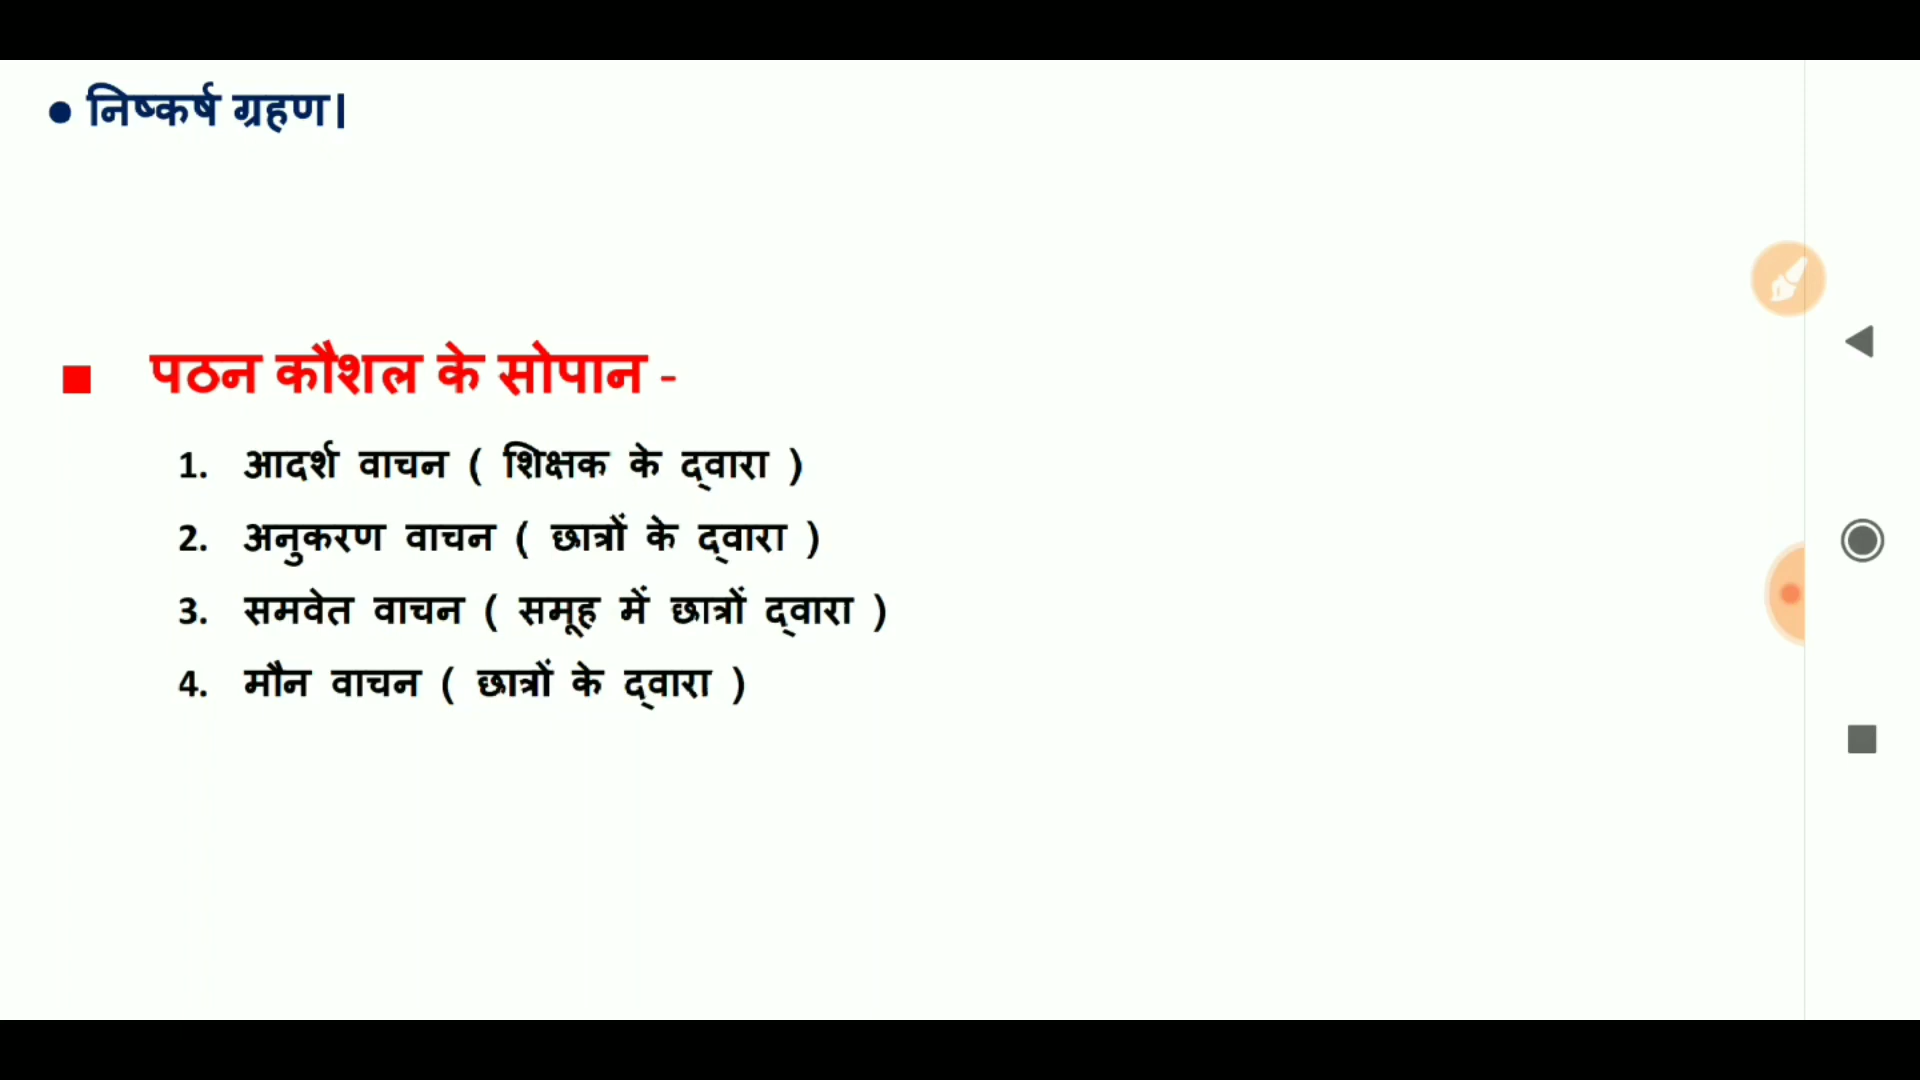 • निष्कर्ष ग्रहण।
■ पठन कौशल के सोपान -
1. आदर्श वाचन ( शिक्षक के द्वारा )
2. अनुकरण वाचन ( छात्रों के द्वारा )
3. समवेत वाचन ( समूह में छात्रों द्वारा )
4. मौन वाचन ( छात्रों के द्वारा )